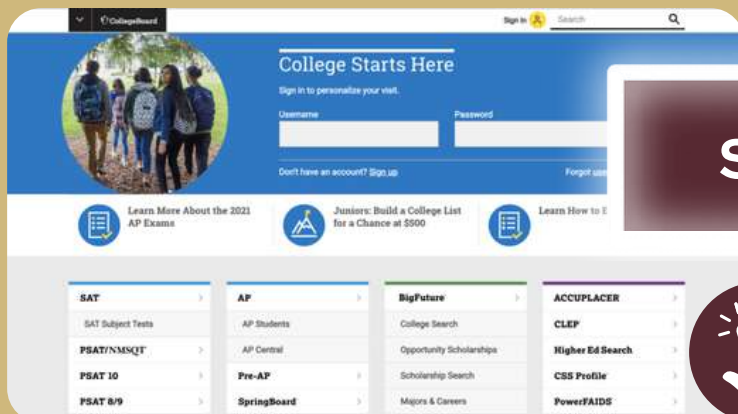 CollegeBoard
Sign In
Search
College Starts Here
Sign in to personalize your visit.
Username
Password
Don't have an account? Sign up
Forgot
Learn More About the 2021
AP Exams
Juniors: Build a College List
for a Chance at $500
Learn How to
S
SAT
SAT Subject Tests
PSAT/NMSQT
PSAT 10
PSAT 8/9
AP
AP Students
AP Central
Pre-AP
SpringBoard
BigFuture
College Search
Opportunity Scholarships
Scholarship Search
Majors & Careers
ACCUPLACER
CLEP
Higher Ed Search
CSS Profile
PowerFAIDS